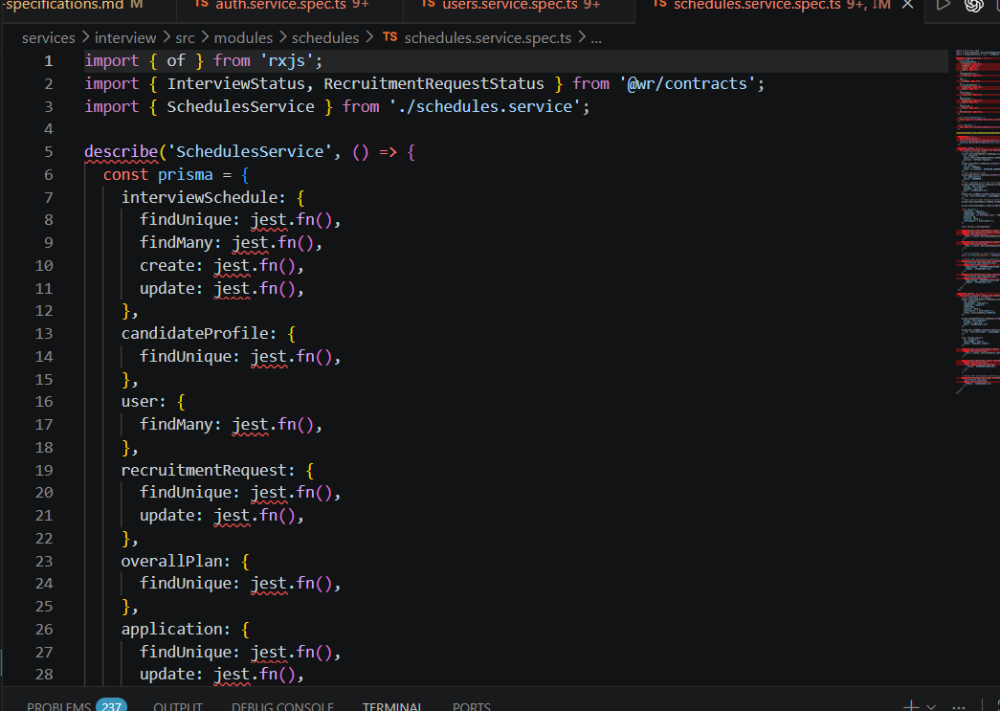 -specifications.md M
TS auth.service.spec.ts 9+
TS users.service.spec.ts 9+
TS schedules.service.spec.ts 9+, ↓M
services > interview > src > modules > schedules > TS schedules.service.spec.ts > ...
1 import { of } from 'rxjs';
2 import { InterviewStatus, RecruitmentRequestStatus } from '@wr/contracts';
3 import { SchedulesService } from './schedules.service';
4
5 describe('SchedulesService', () => {
6 const prisma = {
7 interviewSchedule: {
8 findUnique: jest.fn(),
9 findMany: jest.fn(),
10 create: jest.fn(),
11 update: jest.fn(),
12 },
13 candidateProfile: {
14 findUnique: jest.fn(),
15 },
16 user: {
17 findMany: jest.fn(),
18 },
19 recruitmentRequest: {
20 findUnique: jest.fn(),
21 update: jest.fn(),
22 },
23 overallPlan: {
24 findUnique: jest.fn(),
25 },
26 application: {
27 findUnique: jest.fn(),
28 update: jest.fn(),
PROBLEMS 237 OUTPUT DEBUG CONSOLE TERMINAL PORTS